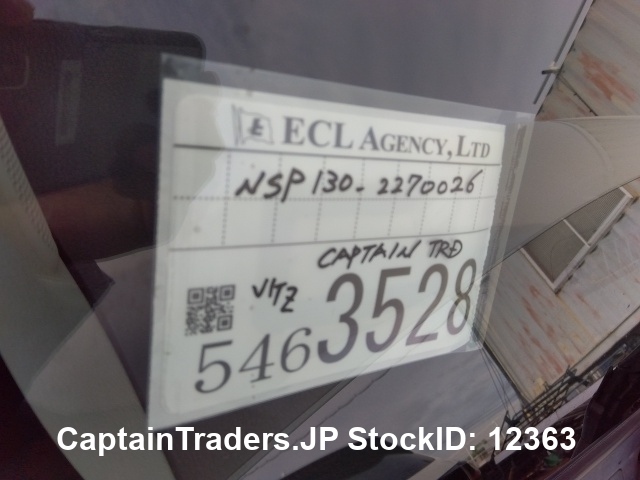 ECL AGENCY, LTD
NSP130-2270026
CAPTAIN TRD
VITZ
5463528
CaptainTraders.JP StockID: 12363